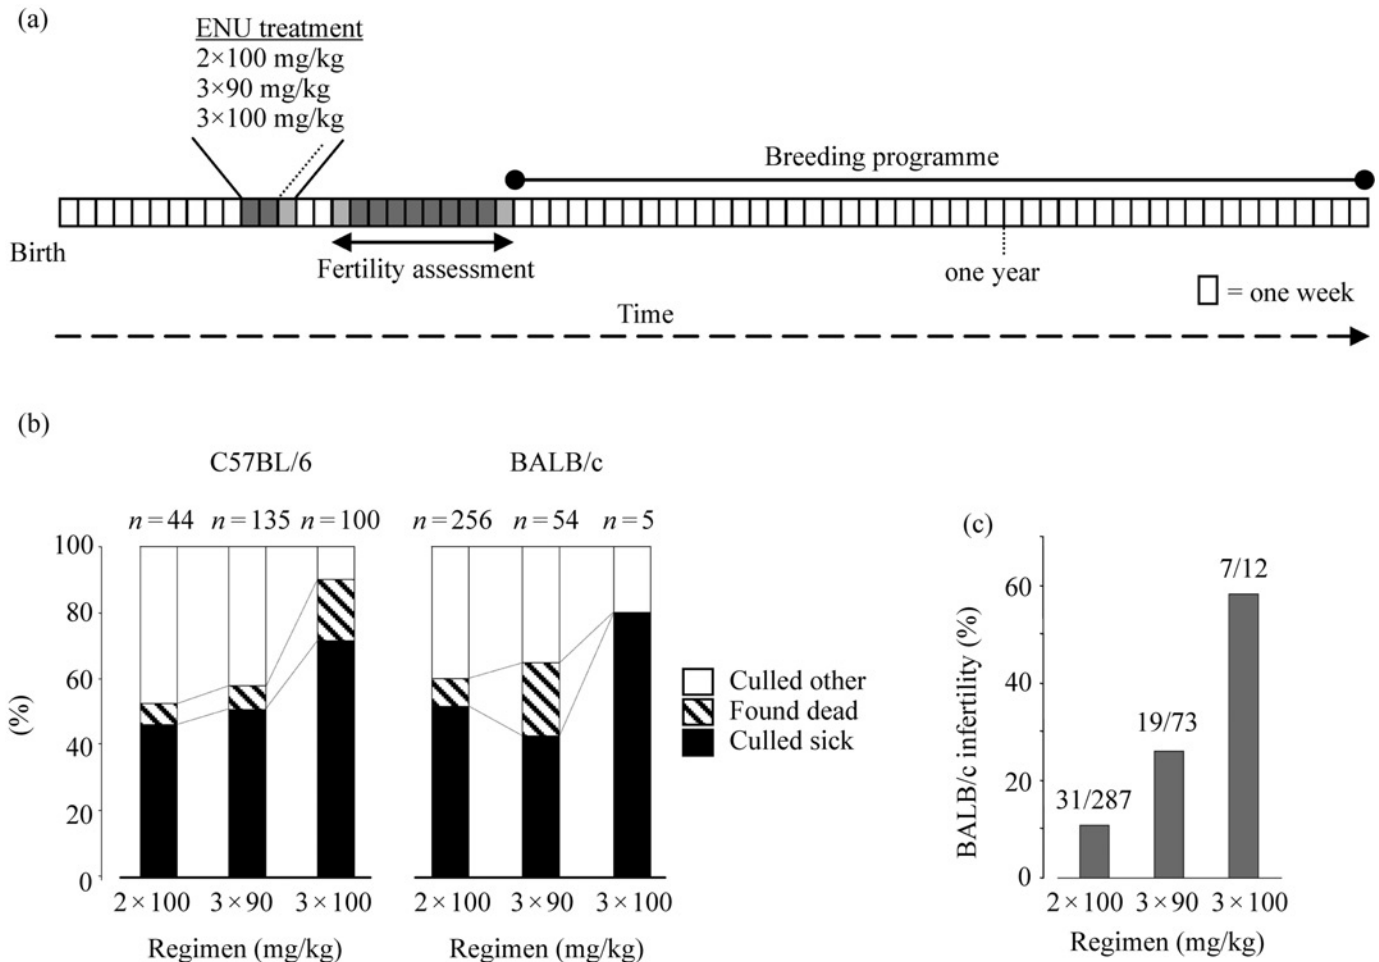 (a)
ENU treatment
2×100 mg/kg
3×90 mg/kg
3×100 mg/kg
Breeding programme
Birth
Fertility assessment
one year
= one week
Time
(b)
C57BL/6
BALB/c
n = 44
n = 135
n = 100
n = 256
n = 54
n = 5
100
80
60
40
20
0
(%)
2 × 100
3 × 90
3 × 100
2 × 100
3 × 90
3 × 100
Regimen (mg/kg)
Regimen (mg/kg)
Culled other
Found dead
Culled sick
(c)
BALB/c infertility (%)
60
40
20
0
31/287
19/73
7/12
2 × 100
3 × 90
3 × 100
Regimen (mg/kg)